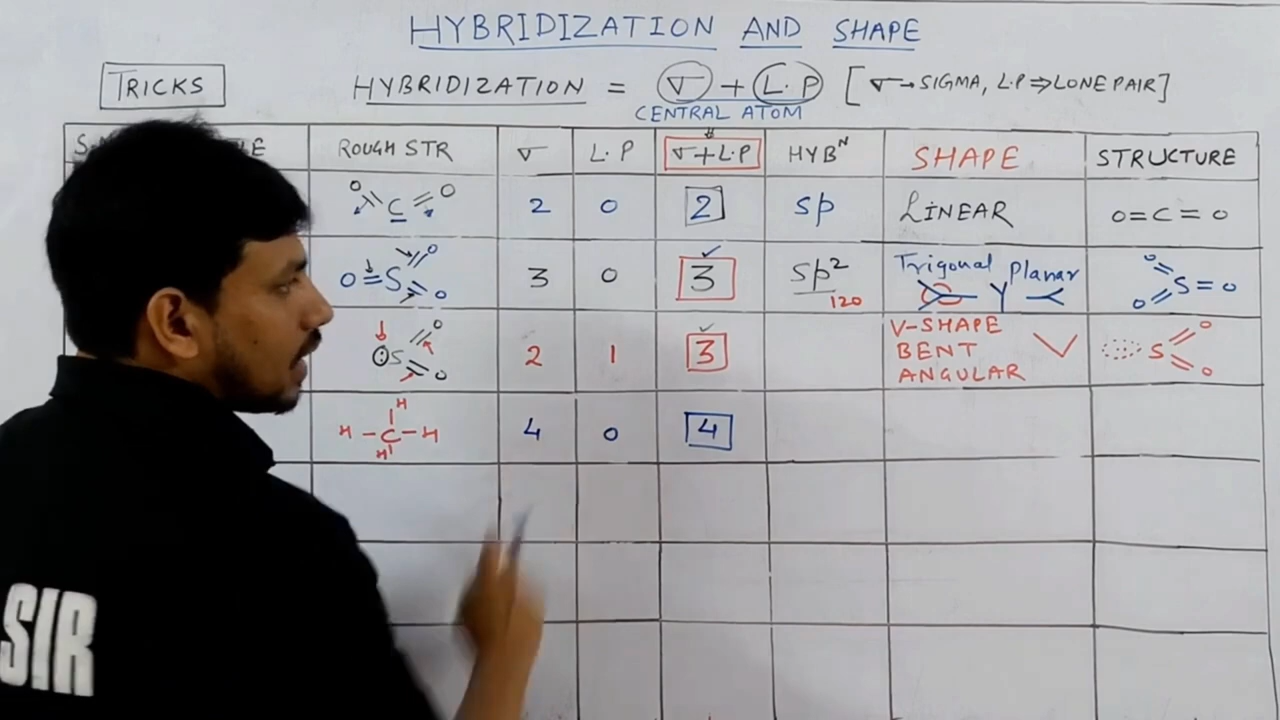 HYBRIDIZATION AND SHAPE
TRICKS
HYBRIDIZATION = σ + L.P [σ→SIGMA, L.P⇒LONE PAIR]
CENTRAL ATOM
ROUGH STR σ L.P σ+L.P HYBᴺ SHAPE STRUCTURE
O=C=O 2 0 2 sp LINEAR O=C=O
O=S=O =O 3 0 3 sp² 120 Trigonal Planar O= O= S=O
:S=O =O 2 1 3 V-SHAPE BENT ANGULAR S=O =O
H H-C-H H 4 0 4
SIR